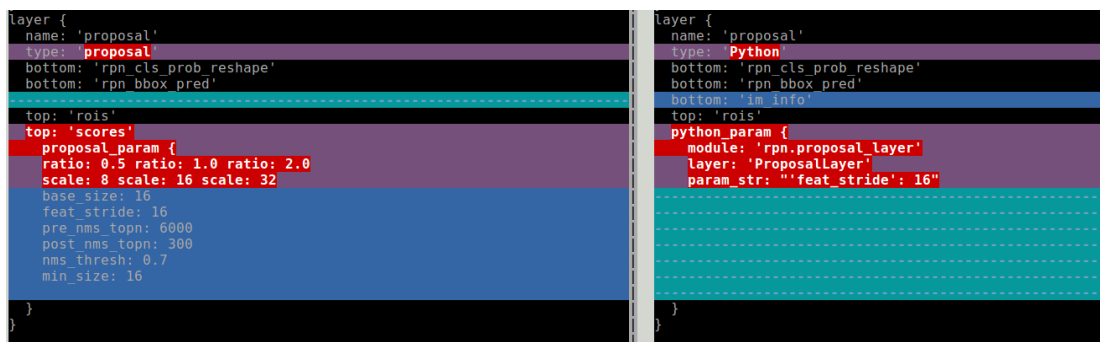 layer {
name: 'proposal'
type: 'proposal'
bottom: 'rpn_cls_prob_reshape'
bottom: 'rpn_bbox_pred'
top: 'rois'
top: 'scores'
proposal_param {
ratio: 0.5 ratio: 1.0 ratio: 2.0
scale: 8 scale: 16 scale: 32
base_size: 16
feat_stride: 16
pre_nms_topn: 6000
post_nms_topn: 300
nms_thresh: 0.7
min_size: 16
}
}
layer {
name: 'proposal'
type: 'Python'
bottom: 'rpn_cls_prob_reshape'
bottom: 'rpn_bbox_pred'
bottom: 'im_info'
top: 'rois'
python_param {
module: 'rpn.proposal_layer'
layer: 'ProposalLayer'
param_str: "'feat_stride': 16"
}
}